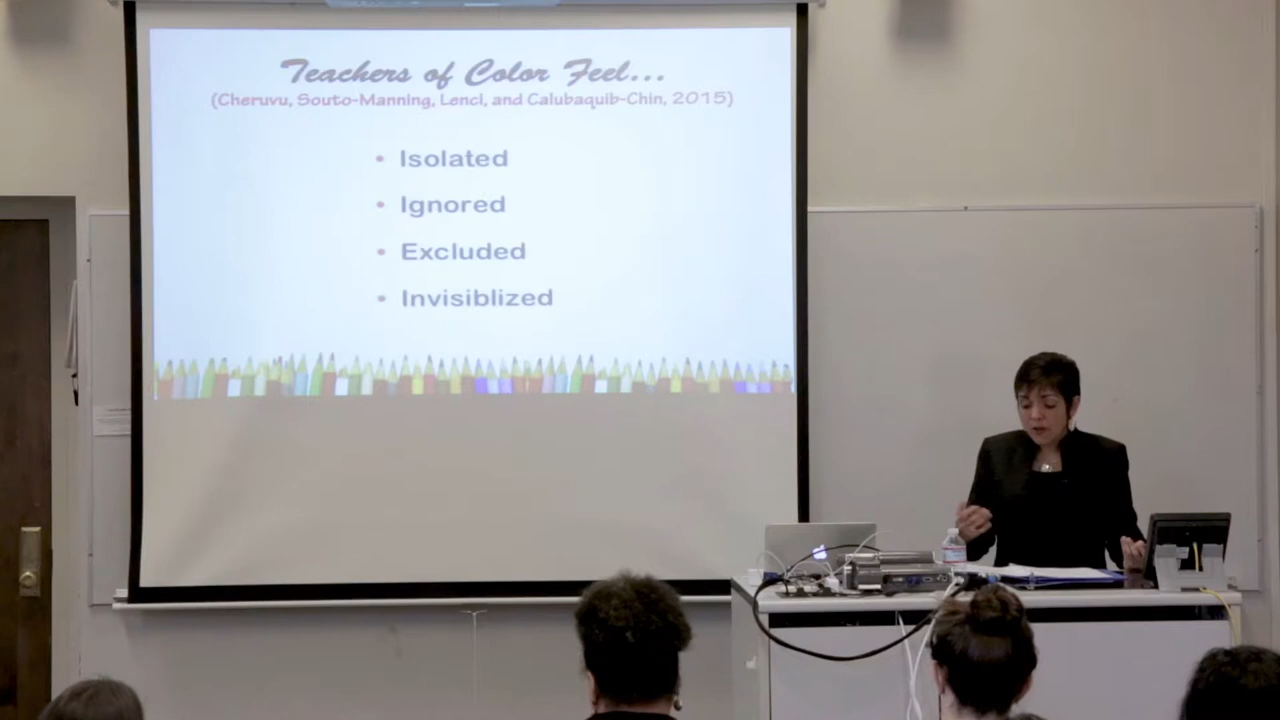 Teachers of Color Feel...
(Cheruvu, Souto-Manning, Lencl, and Calubaquib-Chin, 2015)
• Isolated
• Ignored
• Excluded
• Invisiblized